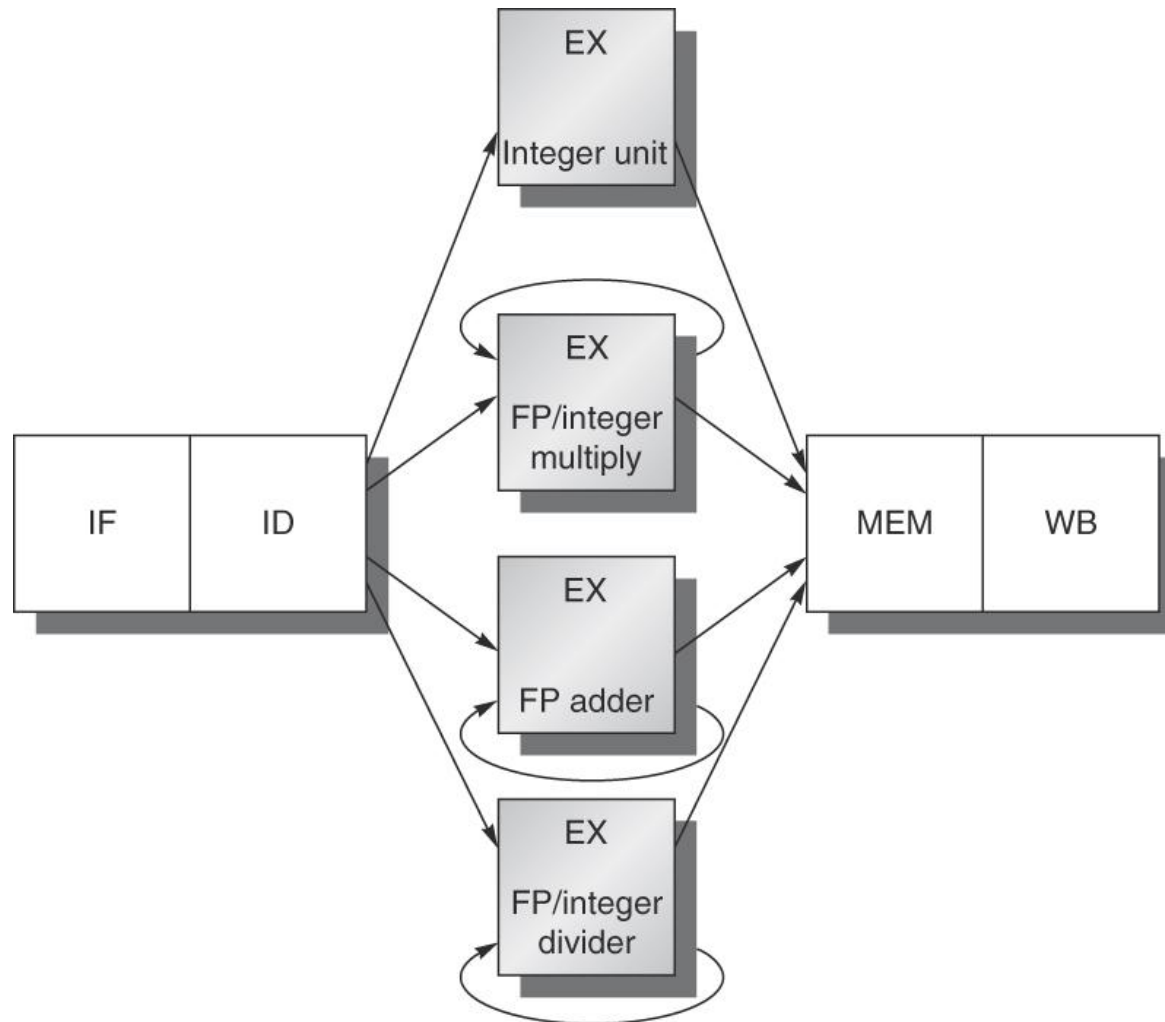 EX
Integer unit
EX
FP/integer
multiply
IF
ID
MEM
WB
EX
FP adder
EX
FP/integer
divider